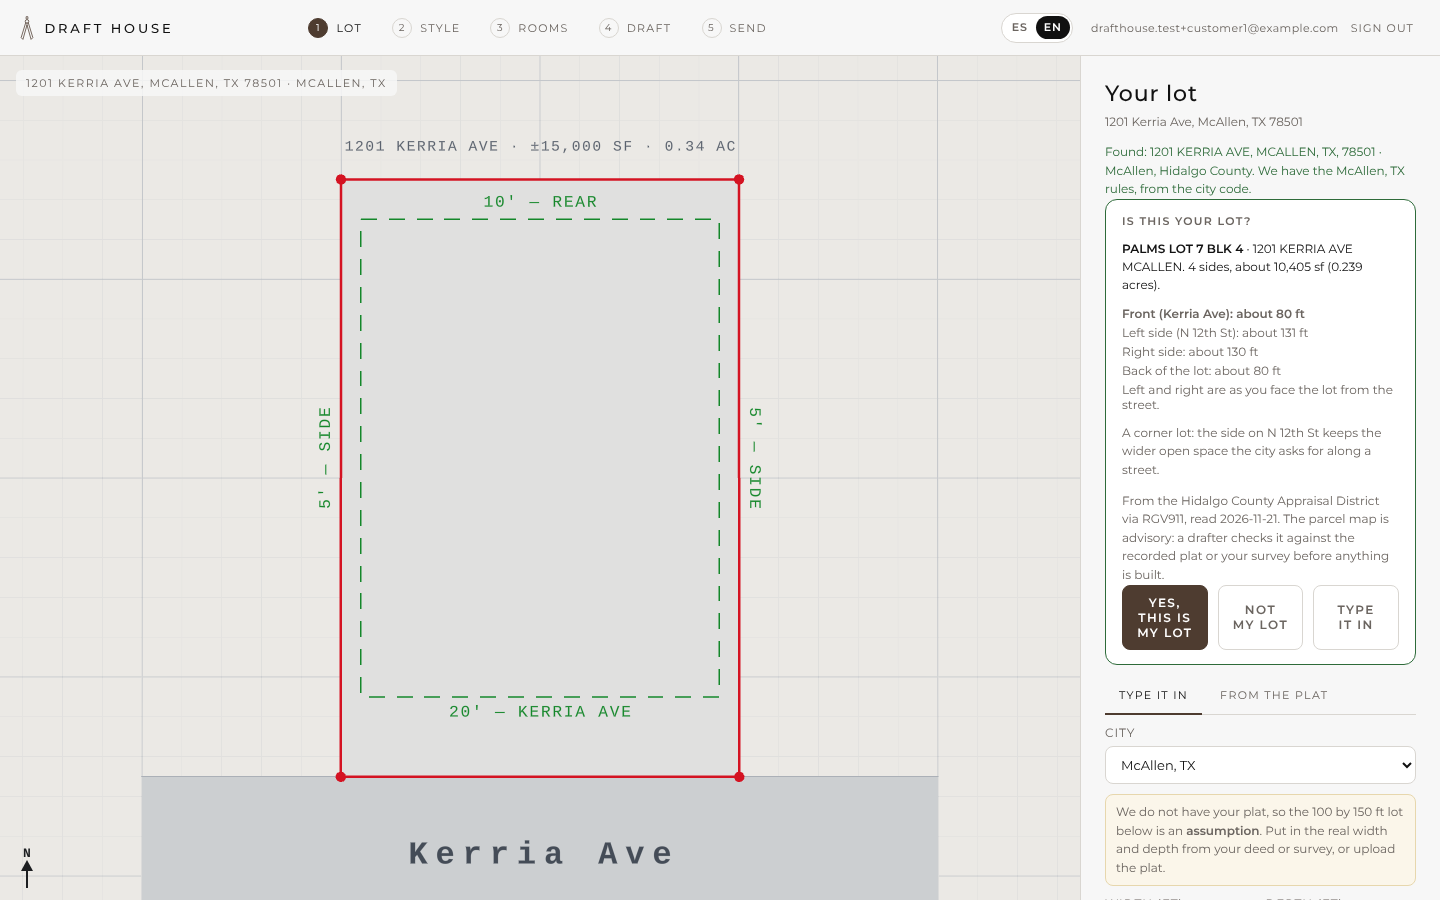 DRAFT HOUSE
1 LOT
2 STYLE
3 ROOMS
4 DRAFT
5 SEND
ES EN
drafthouse.test+customer1@example.com
SIGN OUT
1201 KERRIA AVE, MCALLEN, TX 78501 · MCALLEN, TX
1201 KERRIA AVE · ±15,000 SF · 0.34 AC
10' — REAR
5' — SIDE
5' — SIDE
20' — KERRIA AVE
Kerria Ave
N
Your lot
1201 Kerria Ave, McAllen, TX 78501
Found: 1201 KERRIA AVE, MCALLEN, TX, 78501 ·
McAllen, Hidalgo County. We have the McAllen, TX
rules, from the city code.
IS THIS YOUR LOT?
PALMS LOT 7 BLK 4 · 1201 KERRIA AVE
MCALLEN. 4 sides, about 10,405 sf (0.239
acres).
Front (Kerria Ave): about 80 ft
Left side (N 12th St): about 131 ft
Right side: about 130 ft
Back of the lot: about 80 ft
Left and right are as you face the lot from the
street.
A corner lot: the side on N 12th St keeps the
wider open space the city asks for along a
street.
From the Hidalgo County Appraisal District
via RGV911, read 2026-11-21. The parcel map is
advisory: a drafter checks it against the
recorded plat or your survey before anything
is built.
YES,
THIS IS
MY LOT
NOT
MY LOT
TYPE
IT IN
TYPE IT IN
FROM THE PLAT
CITY
McAllen, TX
We do not have your plat, so the 100 by 150 ft lot
below is an assumption. Put in the real width
and depth from your deed or survey, or upload
the plat.